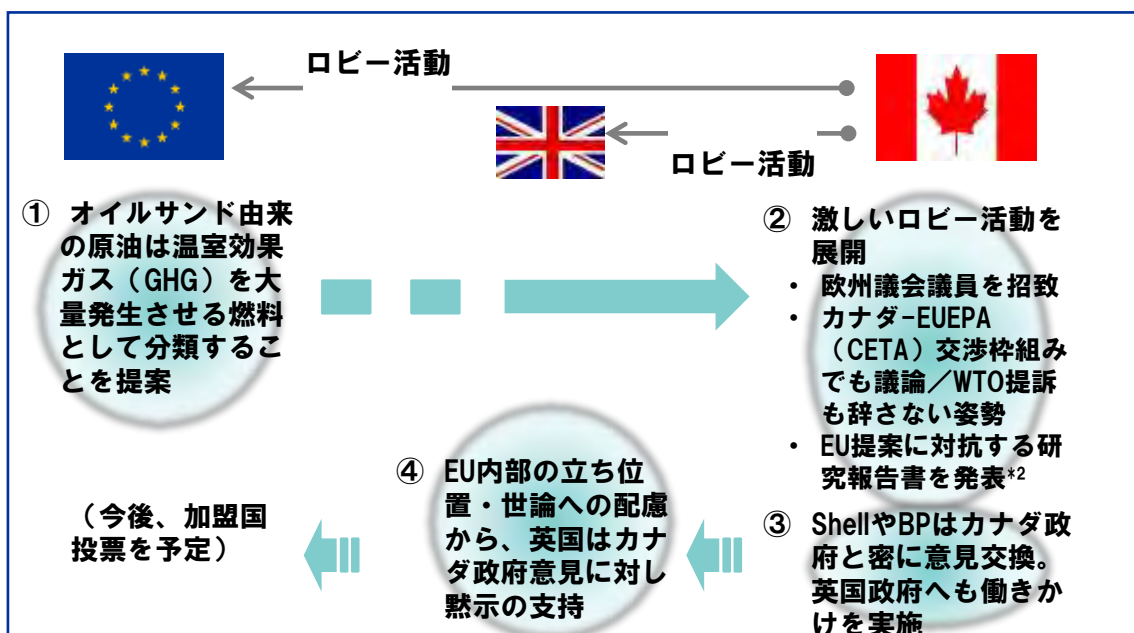 ロビー活動
ロビー活動
① オイルサンド由来
の原油は温室効果
ガス（GHG）を大
量発生させる燃料
として分類するこ
とを提案
② 激しいロビー活動を
展開
・ 欧州議会議員を招致
・ カナダ-EUEPA
（CETA）交渉枠組み
でも議論／WTO提訴
も辞さない姿勢
・ EU提案に対抗する研
究報告書を発表*2
③ ShellやBPはカナダ政
府と密に意見交換。
英国政府へも働きか
けを実施
④ EU内部の立ち位
置・世論への配慮
から、英国はカナ
ダ政府意見に対し
黙示の支持
（今後、加盟国
投票を予定）